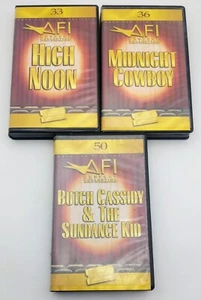 33
AFI
HIGH
NOON
36
AFI
MIDNIGHT
COWBOY
50
AFI
BUTCH CASSIDY
& THE
SUNDANCE KID